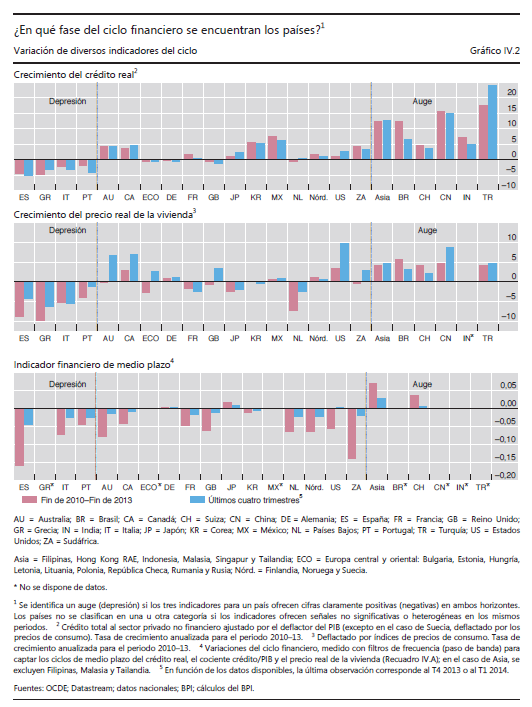 ¿En qué fase del ciclo financiero se encuentran los países?¹
Variación de diversos indicadores del ciclo Gráfico IV.2
Crecimiento del crédito real²
Depresión Auge
20
15
10
5
0
–5
–10
ES GR IT PT AU CA ECO DE FR GB JP KR MX NL Nórd. US ZA Asia BR CH CN IN TR
Crecimiento del precio real de la vivienda³
Depresión Auge
10
5
0
–5
–10
ES GR IT PT AU CA ECO DE FR GB JP KR MX NL Nórd. US ZA Asia BR CH CN IN* TR
Indicador financiero de medio plazo⁴
Depresión Auge
0,05
0,00
–0,05
–0,10
–0,15
–0,20
ES GR* IT PT AU CA ECO* DE FR GB JP KR MX* NL Nórd. US ZA Asia BR* CH CN* IN* TR*
Fin de 2010–Fin de 2013 Últimos cuatro trimestres⁵
AU = Australia; BR = Brasil; CA = Canadá; CH = Suiza; CN = China; DE = Alemania; ES = España; FR = Francia; GB = Reino Unido;
GR = Grecia; IN = India; IT = Italia; JP = Japón; KR = Corea; MX = México; NL = Países Bajos; PT = Portugal; TR = Turquía; US = Estados
Unidos; ZA = Sudáfrica.
Asia = Filipinas, Hong Kong RAE, Indonesia, Malasia, Singapur y Tailandia; ECO = Europa central y oriental: Bulgaria, Estonia, Hungría,
Letonia, Lituania, Polonia, República Checa, Rumania y Rusia; Nórd. = Finlandia, Noruega y Suecia.
* No se dispone de datos.
¹ Se identifica un auge (depresión) si los tres indicadores para un país ofrecen cifras claramente positivas (negativas) en ambos horizontes.
Los países no se clasifican en una u otra categoría si los indicadores ofrecen señales no significativas o heterogéneas en los mismos
periodos. ² Crédito total al sector privado no financiero ajustado por el deflactor del PIB (excepto en el caso de Suecia, deflactado por los
precios de consumo). Tasa de crecimiento anualizada para el periodo 2010–13. ³ Deflactado por índices de precios de consumo. Tasa de
crecimiento anualizada para el periodo 2010–13. ⁴ Variaciones del ciclo financiero, medido con filtros de frecuencia (paso de banda) para
captar los ciclos de medio plazo del crédito real, el cociente crédito/PIB y el precio real de la vivienda (Recuadro IV.A); en el caso de Asia, se
excluyen Filipinas, Malasia y Tailandia. ⁵ En función de los datos disponibles, la última observación corresponde al T4 2013 o al T1 2014.
Fuentes: OCDE; Datastream; datos nacionales; BPI; cálculos del BPI.